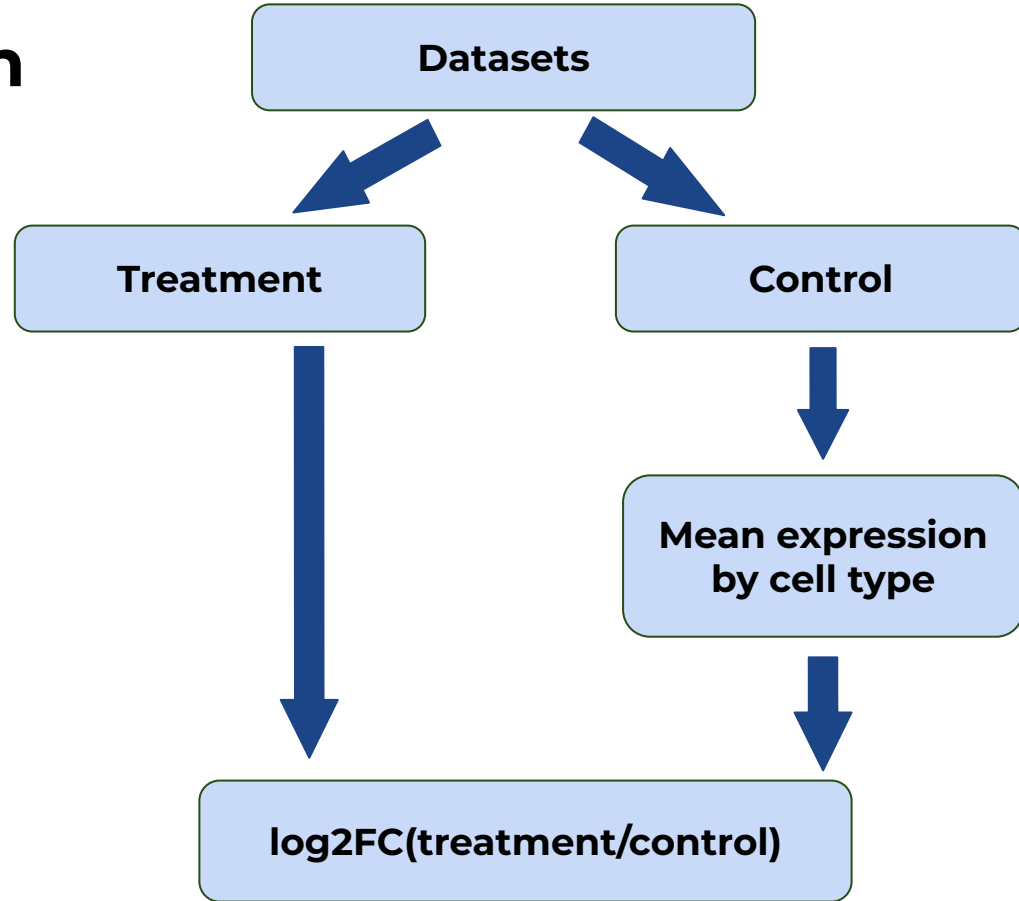 n
Datasets
Treatment
Control
Mean expression
by cell type
log2FC(treatment/control)